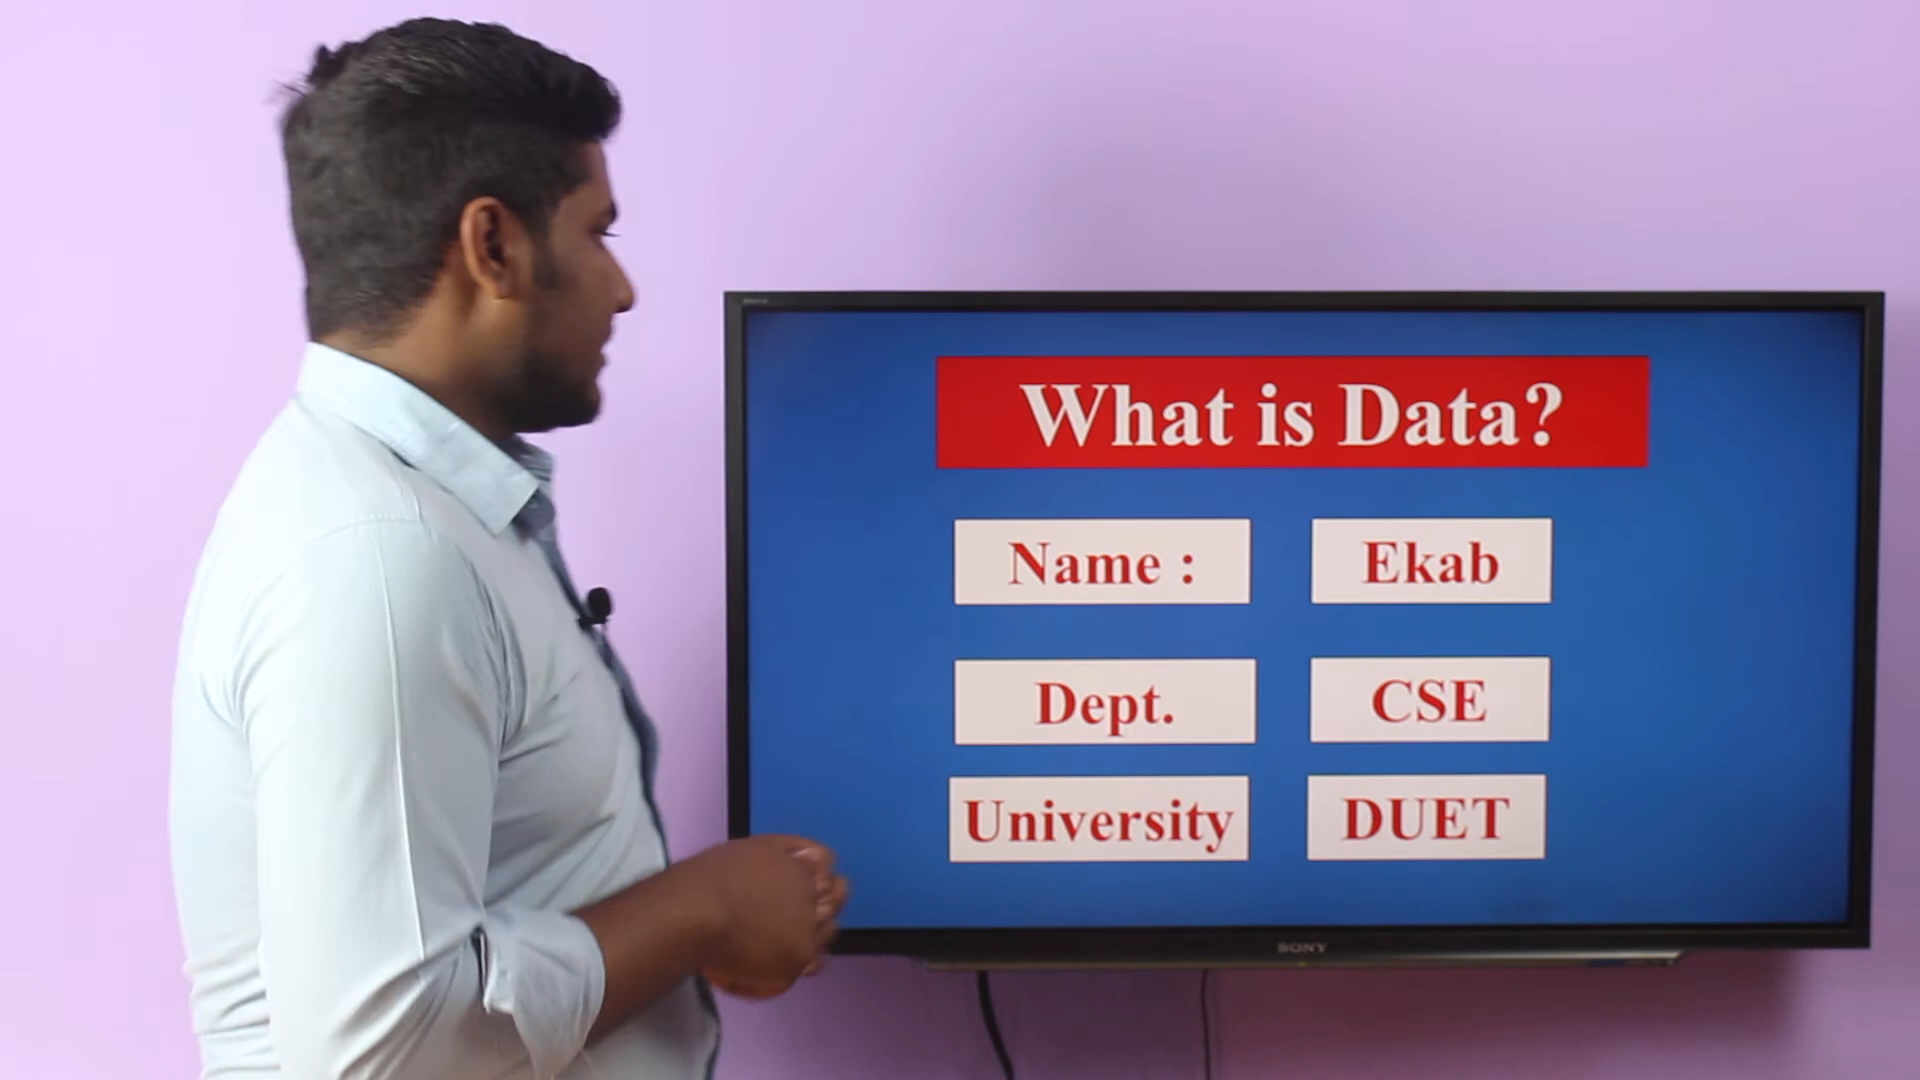 What is Data?
Name : Ekab
Dept. CSE
University DUET
SONY